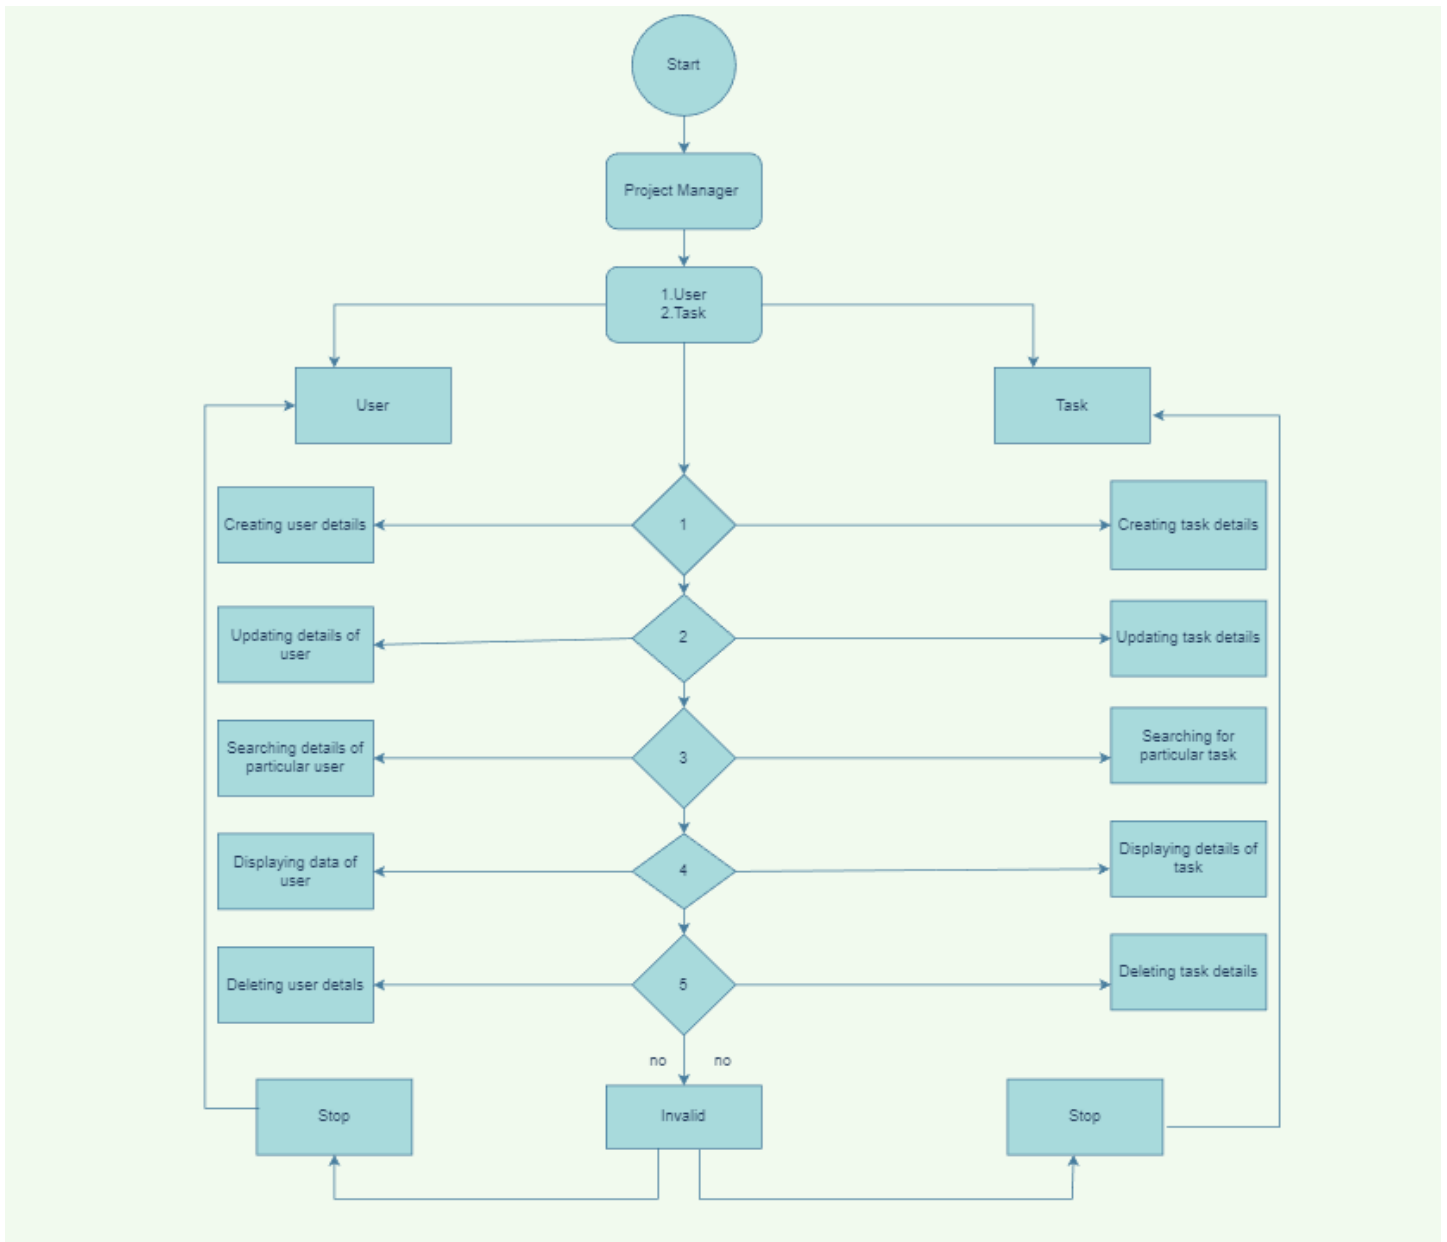 Start
Project Manager
1.User
2.Task
User
Task
Creating user details
1
Creating task details
Updating details of
user
2
Updating task details
Searching details of
particular user
3
Searching for
particular task
Displaying data of
user
4
Displaying details of
task
Deleting user detals
5
Deleting task details
no
no
Stop
Invalid
Stop